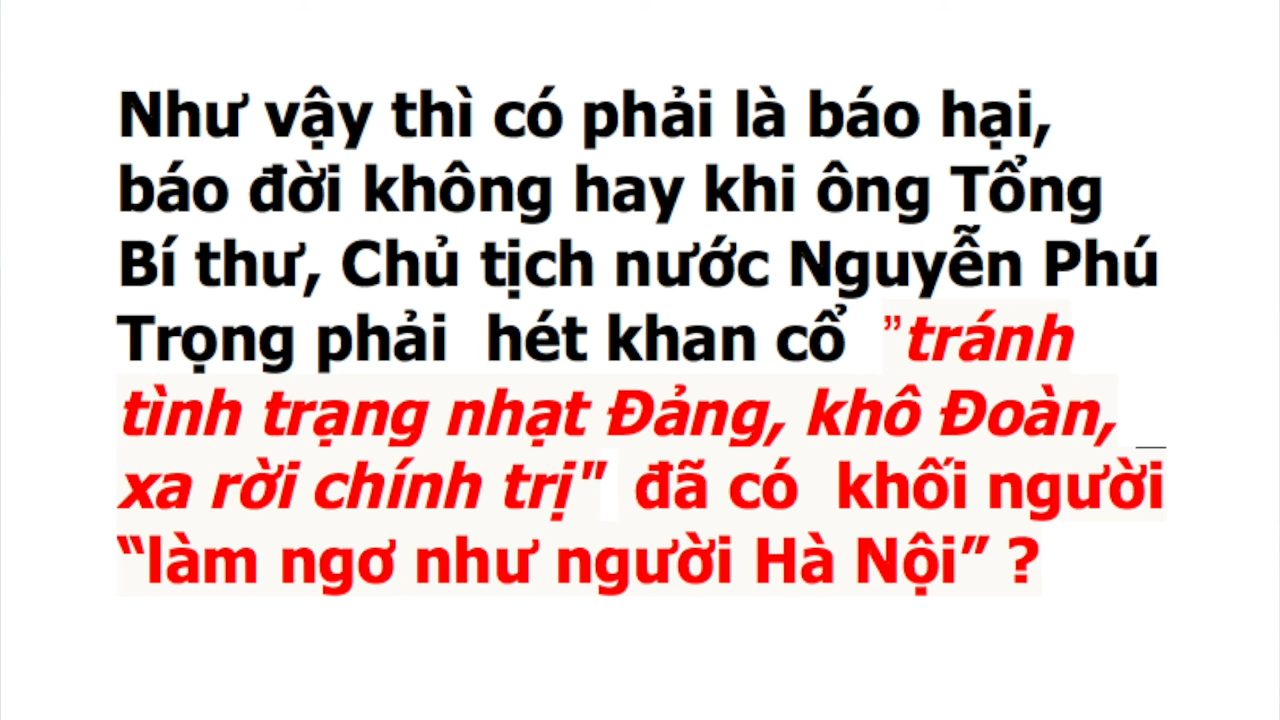 Như vậy thì có phải là báo hại,
báo đời không hay khi ông Tổng
Bí thư, Chủ tịch nước Nguyễn Phú
Trọng phải  hét khan cổ  ”tránh
tình trạng nhạt Đảng, khô Đoàn, _
xa rời chính trị"  đã có  khối người
“làm ngơ như người Hà Nội” ?